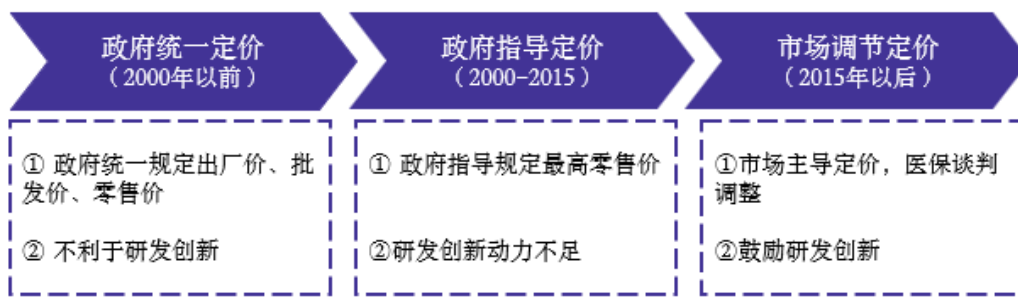 政府统一定价
（2000年以前）
政府指导定价
（2000-2015）
市场调节定价
（2015年以后）
① 政府统一规定出厂价、批
发价、零售价
② 不利于研发创新
① 政府指导规定最高零售价
②研发创新动力不足
①市场主导定价，医保谈判
调整
②鼓励研发创新